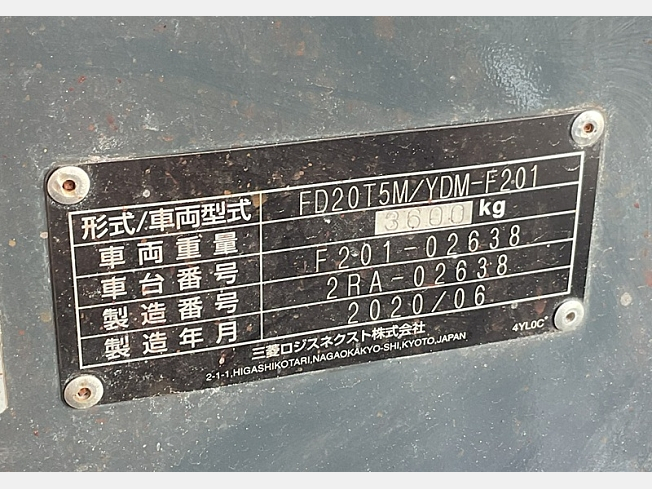 形式/車両型式 FD20T5M/YDM-F201
車両重量 3600 kg
車台番号 F201-02638
製造番号 2RA-02638
製造年月 2020/06
三菱ロジスネクスト株式会社
2-1-1,HIGASHIKOTARI,NAGAOKAKYO-SHI,KYOTO,JAPAN
4YL0C